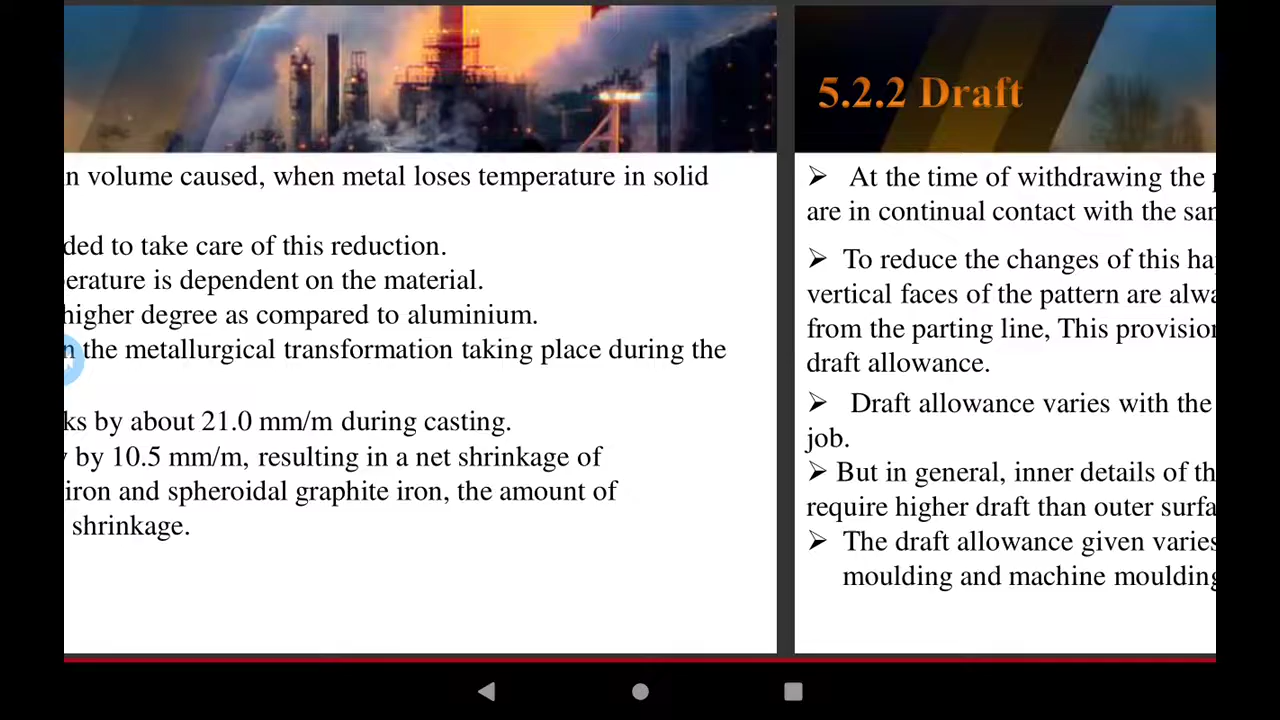 n volume caused, when metal loses temperature in solid
ded to take care of this reduction.
erature is dependent on the material.
higher degree as compared to aluminium.
n the metallurgical transformation taking place during the
ks by about 21.0 mm/m during casting.
by 10.5 mm/m, resulting in a net shrinkage of
iron and spheroidal graphite iron, the amount of
shrinkage.
5.2.2 Draft
➢ At the time of withdrawing the
are in continual contact with the san
➢ To reduce the changes of this ha
vertical faces of the pattern are alwa
from the parting line, This provision
draft allowance.
➢ Draft allowance varies with the
job.
➢ But in general, inner details of th
require higher draft than outer surfa
➢ The draft allowance given varies
moulding and machine moulding